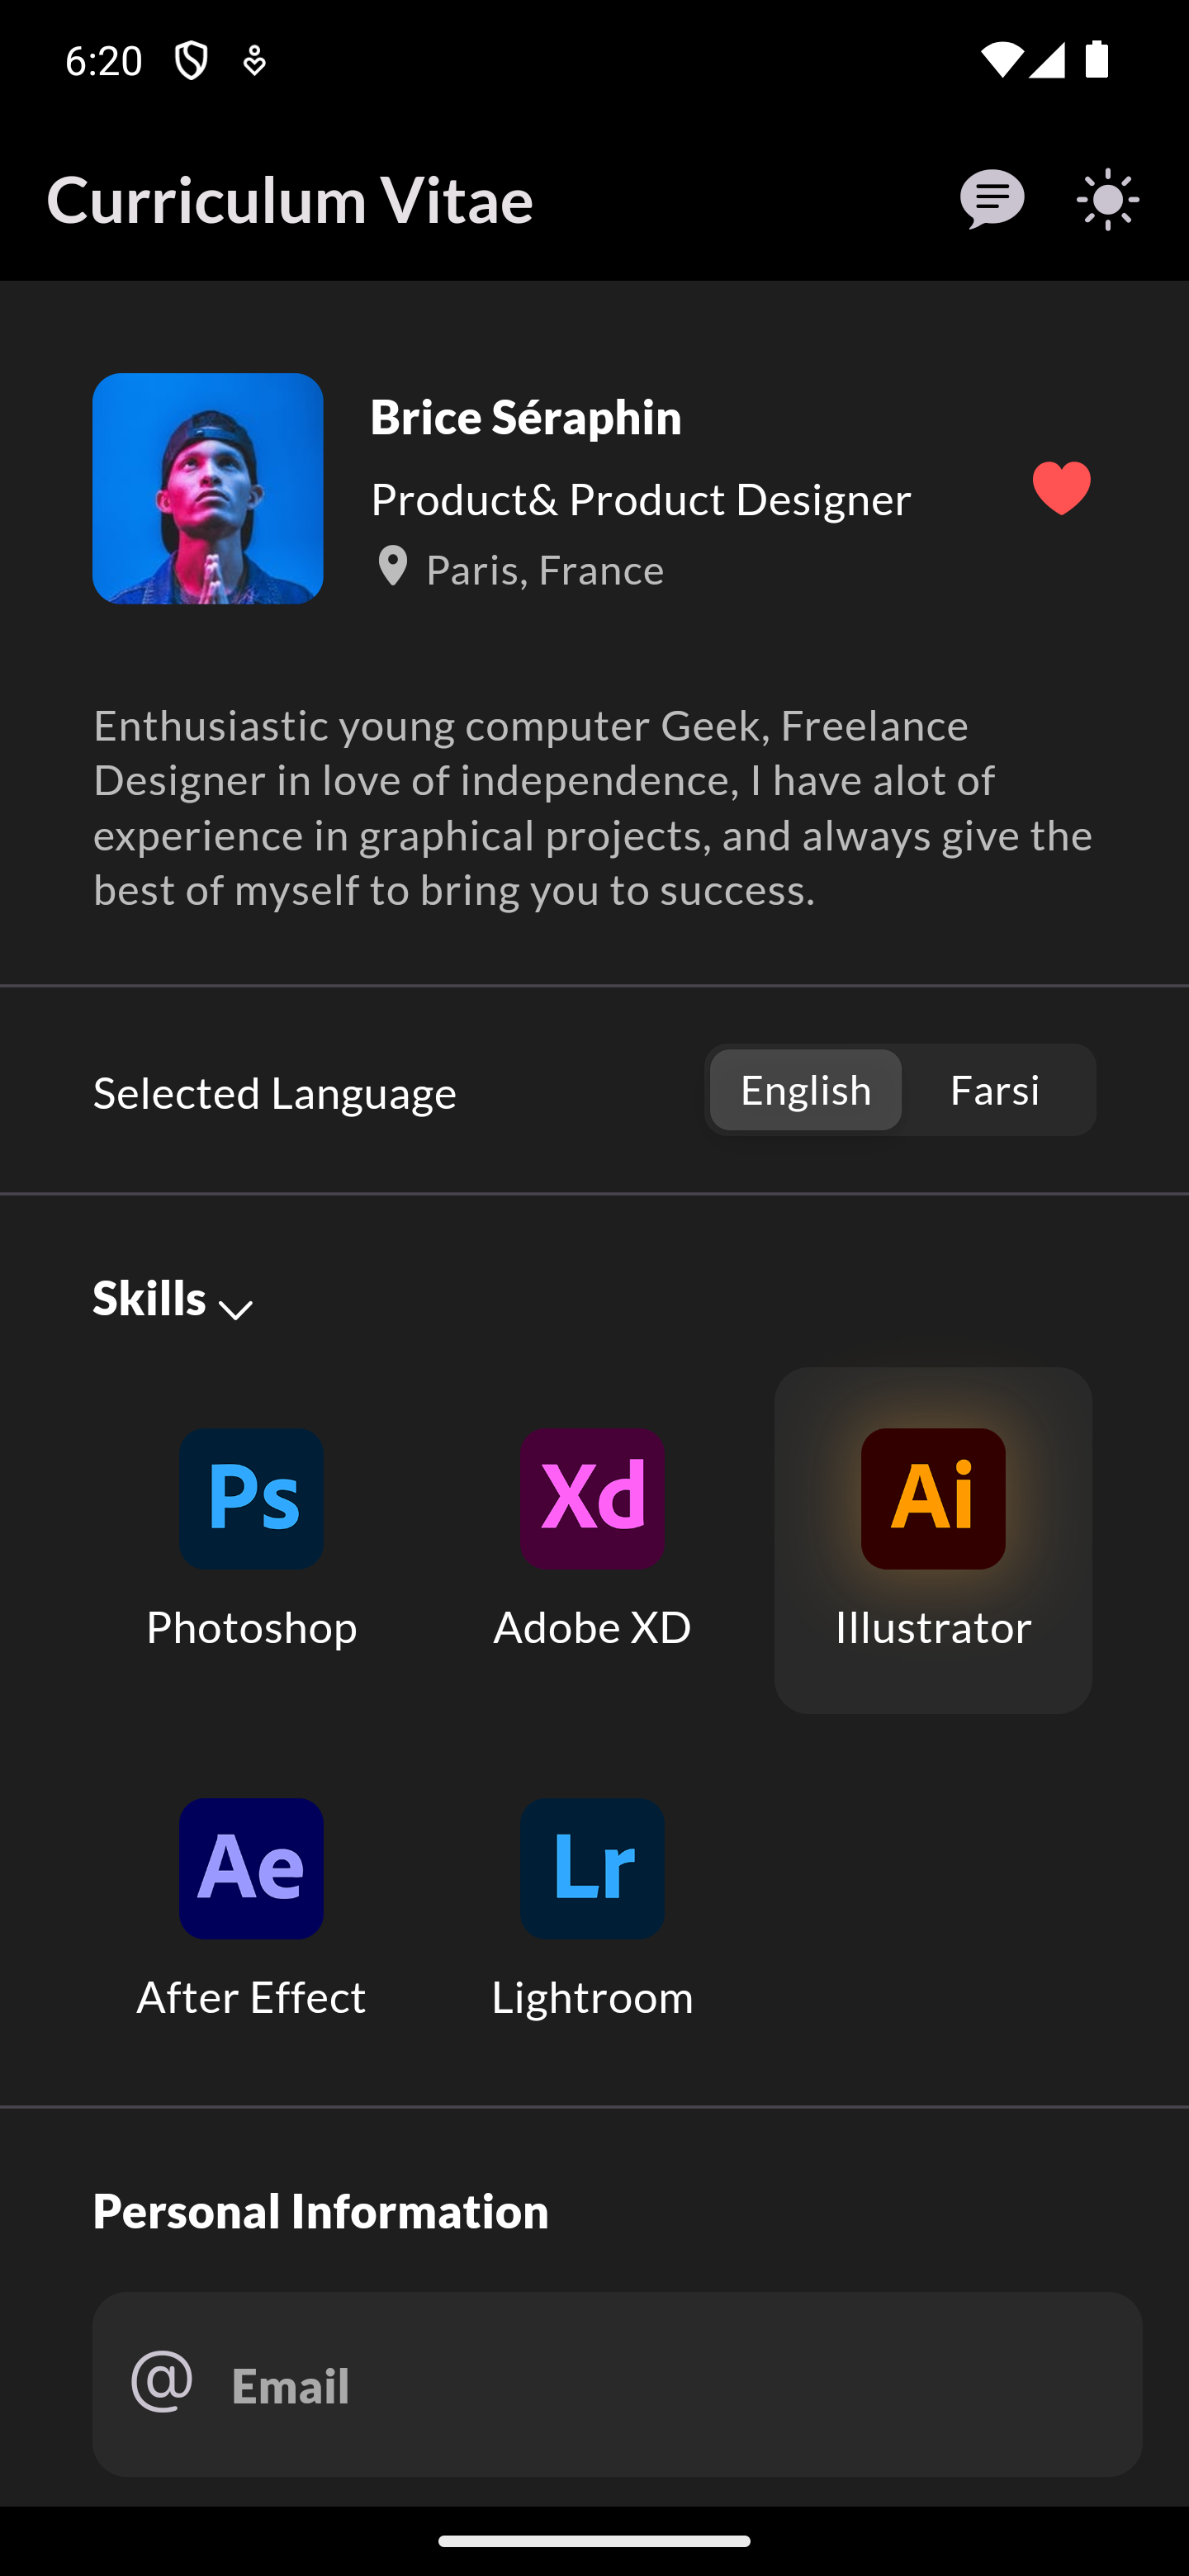 6:20
Curriculum Vitae
Brice Séraphin
Product& Product Designer
Paris, France
Enthusiastic young computer Geek, Freelance
Designer in love of independence, I have alot of
experience in graphical projects, and always give the
best of myself to bring you to success.
Selected Language English Farsi
Skills
Ps Xd Ai
Photoshop Adobe XD Illustrator
Ae Lr
After Effect Lightroom
Personal Information
@ Email